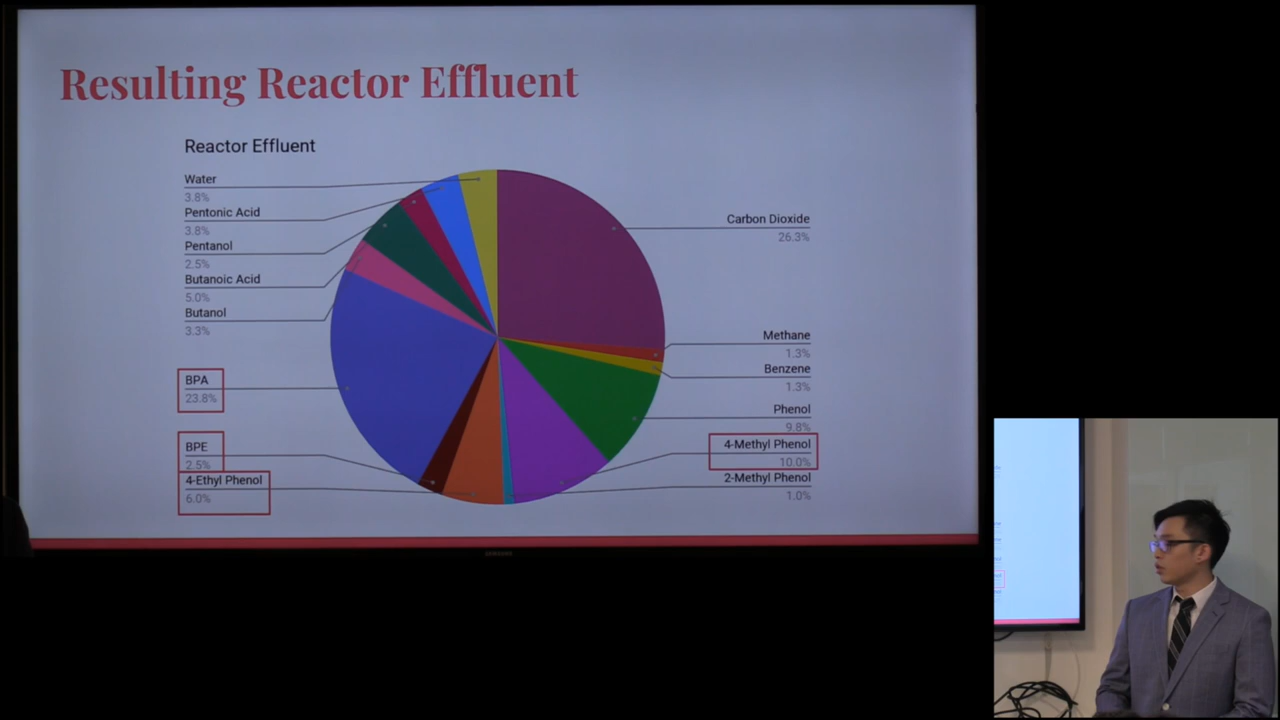 Resulting Reactor Effluent
Reactor Effluent
Water
3.8%
Pentonic Acid
3.8%
Pentanol
2.5%
Butanoic Acid
5.0%
Butanol
3.3%
BPA
23.8%
BPE
2.5%
4-Ethyl Phenol
6.0%
Carbon Dioxide
26.3%
Methane
1.3%
Benzene
1.3%
Phenol
9.8%
4-Methyl Phenol
10.0%
2-Methyl Phenol
1.0%
SAMSUNG